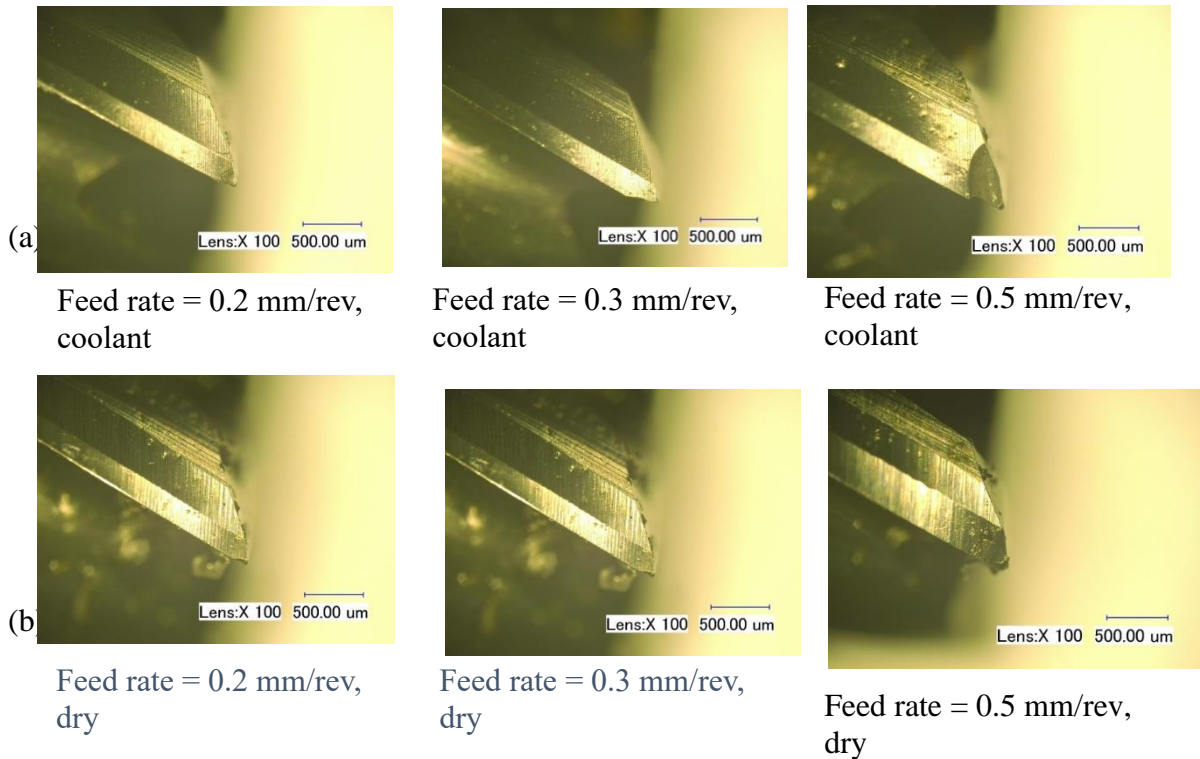 Lens:X 100 500.00 um
Lens:X 100 500.00 um
Lens:X 100 500.00 um
(a)
Feed rate = 0.2 mm/rev,
coolant
Feed rate = 0.3 mm/rev,
coolant
Feed rate = 0.5 mm/rev,
coolant
Lens:X 100 500.00 um
Lens:X 100 500.00 um
Lens:X 100 500.00 um
(b)
Feed rate = 0.2 mm/rev,
dry
Feed rate = 0.3 mm/rev,
dry
Feed rate = 0.5 mm/rev,
dry